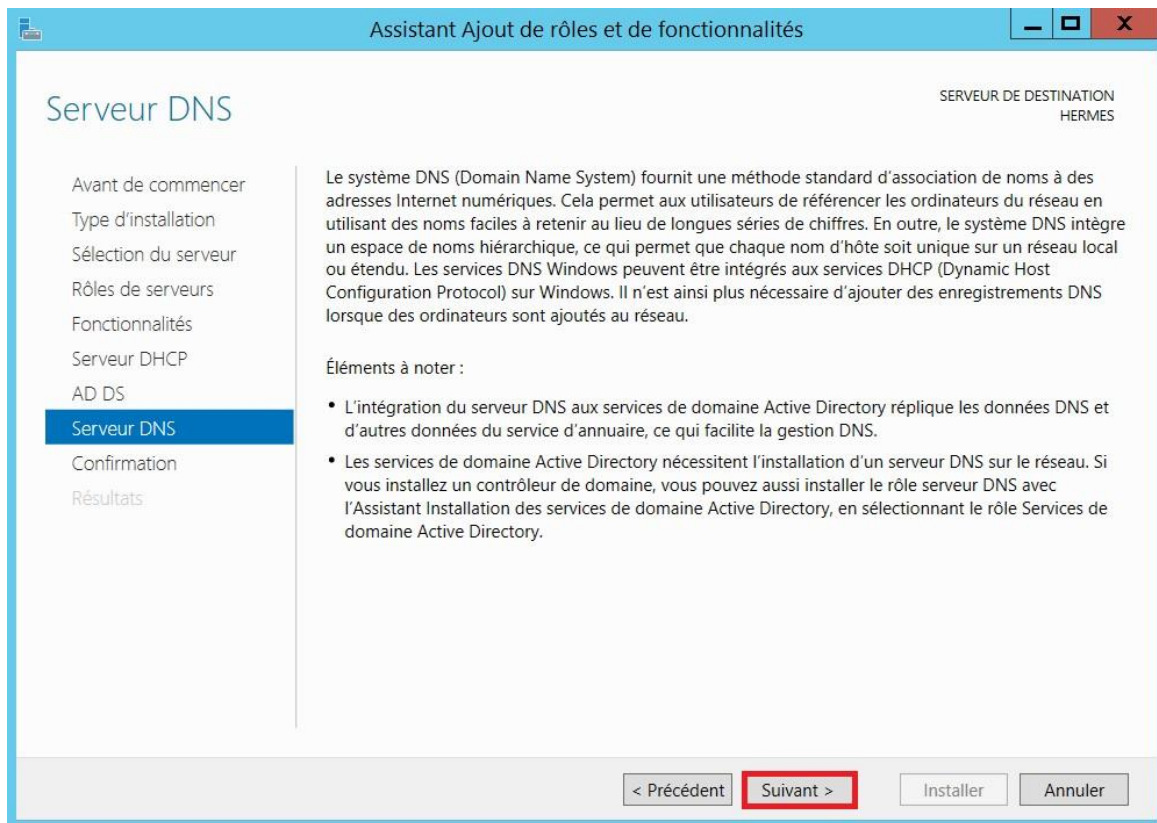 Assistant Ajout de rôles et de fonctionnalités
X
Serveur DNS
SERVEUR DE DESTINATION
HERMES
Avant de commencer
Type d'installation
Sélection du serveur
Rôles de serveurs
Fonctionnalités
Serveur DHCP
AD DS
Serveur DNS
Confirmation
Résultats
Le système DNS (Domain Name System) fournit une méthode standard d'association de noms à des
adresses Internet numériques. Cela permet aux utilisateurs de référencer les ordinateurs du réseau en
utilisant des noms faciles à retenir au lieu de longues séries de chiffres. En outre, le système DNS intègre
un espace de noms hiérarchique, ce qui permet que chaque nom d'hôte soit unique sur un réseau local
ou étendu. Les services DNS Windows peuvent être intégrés aux services DHCP (Dynamic Host
Configuration Protocol) sur Windows. Il n'est ainsi plus nécessaire d'ajouter des enregistrements DNS
lorsque des ordinateurs sont ajoutés au réseau.
Éléments à noter :
• L'intégration du serveur DNS aux services de domaine Active Directory réplique les données DNS et
d'autres données du service d'annuaire, ce qui facilite la gestion DNS.
• Les services de domaine Active Directory nécessitent l'installation d'un serveur DNS sur le réseau. Si
vous installez un contrôleur de domaine, vous pouvez aussi installer le rôle serveur DNS avec
l'Assistant Installation des services de domaine Active Directory, en sélectionnant le rôle Services de
domaine Active Directory.
< Précédent
Suivant >
Installer
Annuler